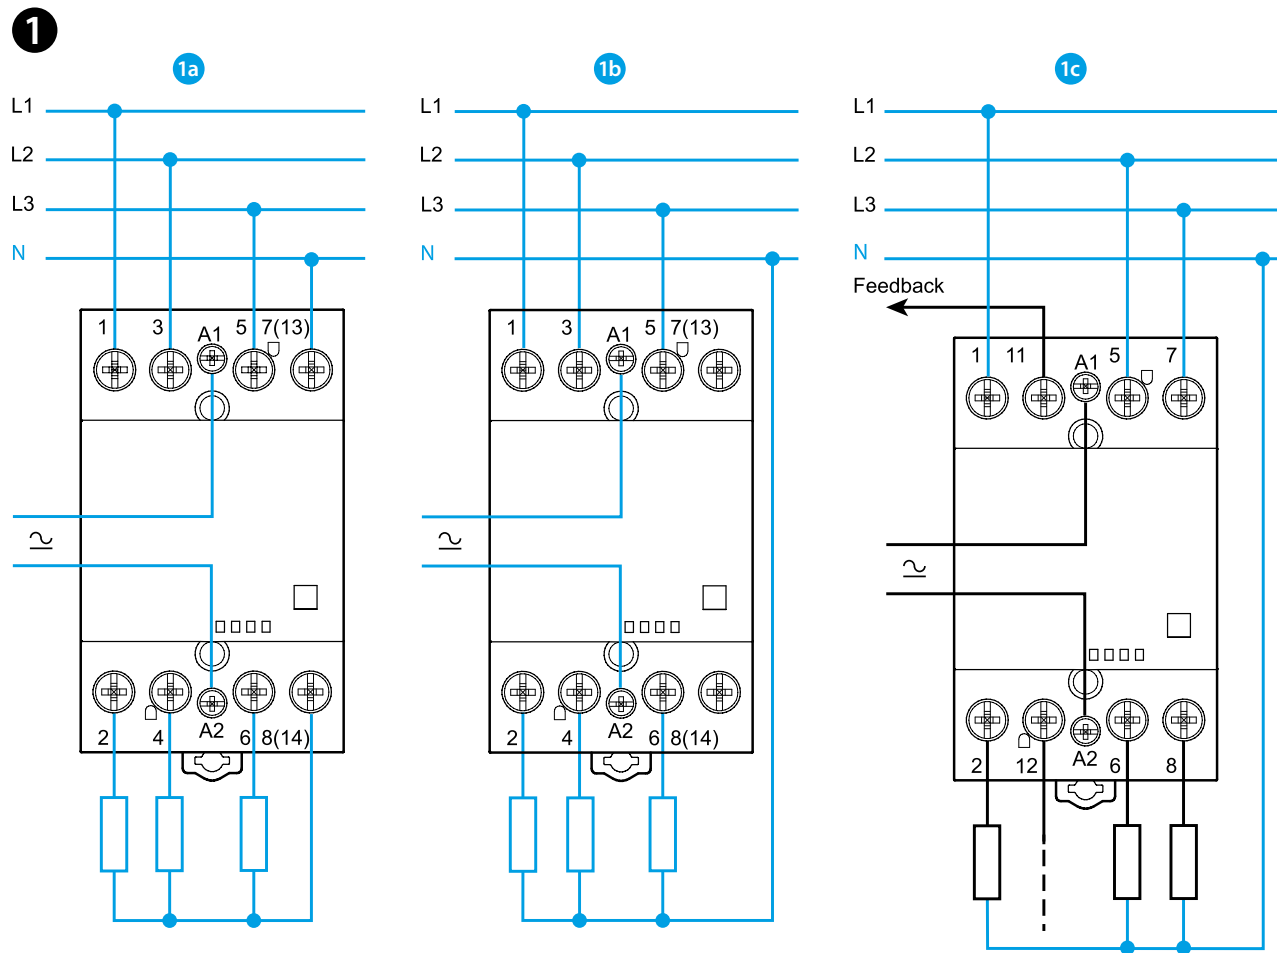 1
1a 1b 1c
L1 L1 L1
L2 L2 L2
L3 L3 L3
N N N
Feedback
1 3 A1 5 7(13)
1 3 A1 5 7(13)
1 11 A1 5 7
2 4 A2 6 8(14)
2 4 A2 6 8(14)
2 12 A2 6 8